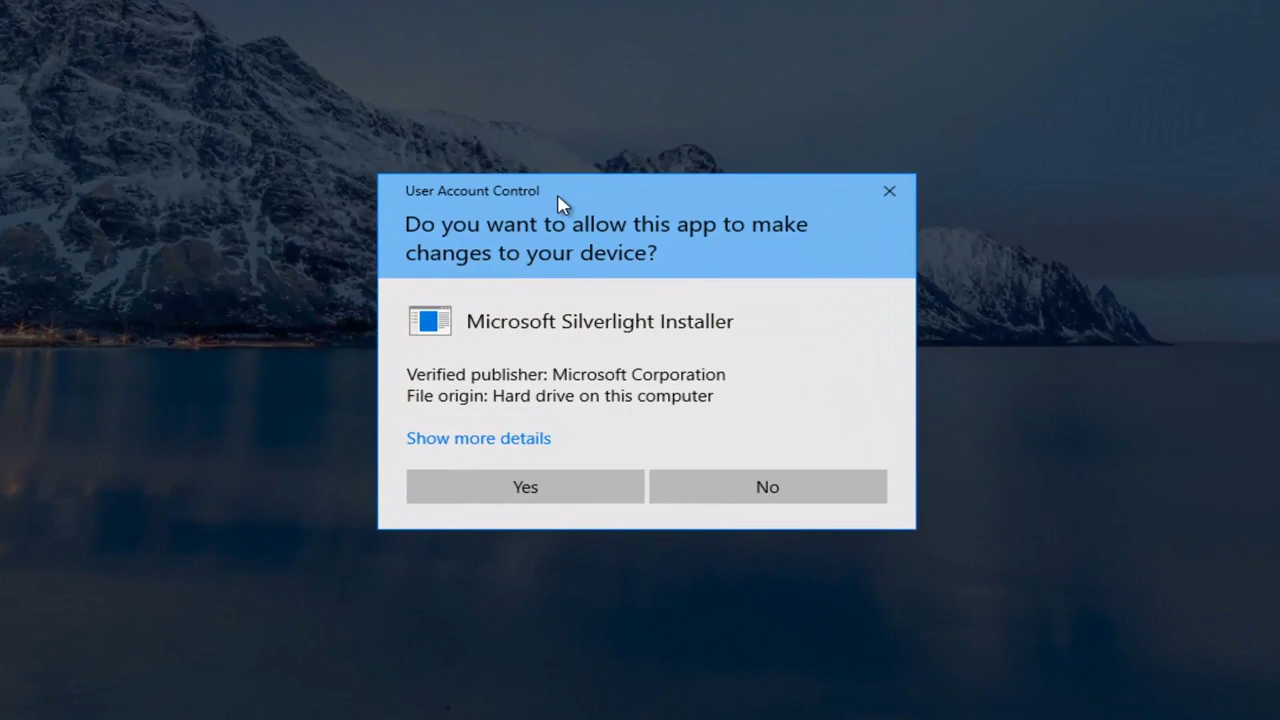 User Account Control
Do you want to allow this app to make
changes to your device?
Microsoft Silverlight Installer
Verified publisher: Microsoft Corporation
File origin: Hard drive on this computer
Show more details
Yes
No